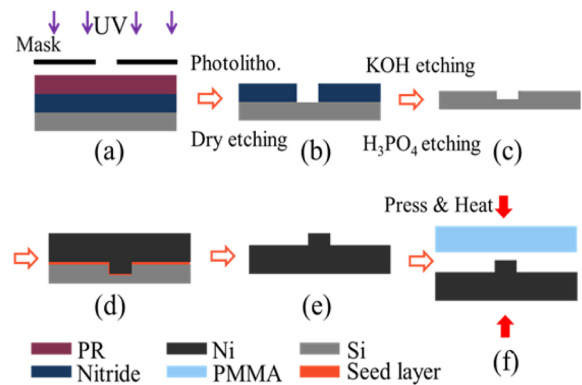 UV
Mask
Photolitho.
KOH etching
Dry etching
H₃PO₄ etching
(a)
(b)
(c)
Press & Heat
(d)
(e)
(f)
PR
Ni
Si
Nitride
PMMA
Seed layer